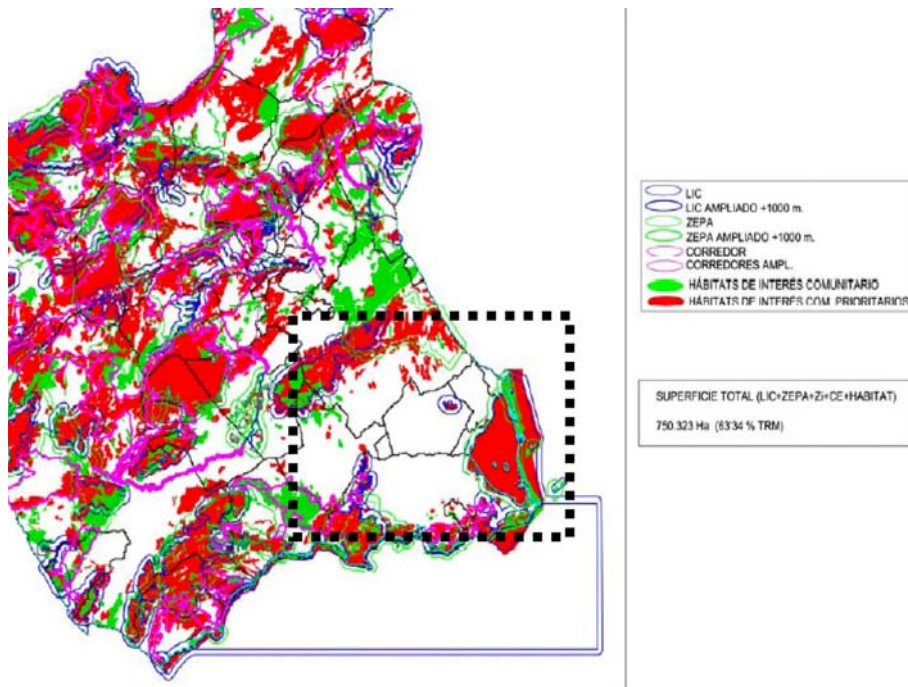 LIC
LIC AMPLIADO +1000 m.
ZEPA
ZEPA AMPLIADO +1000 m.
CORREDOR
CORREDORES AMPL.
HÁBITATS DE INTERÉS COMUNITARIO
HÁBITATS DE INTERÉS COM. PRIORITARIOS
SUPERFICIE TOTAL (LIC+ZEPA+Zi+CE+HABITAT)
750.323 Ha (63'34 % TRM)